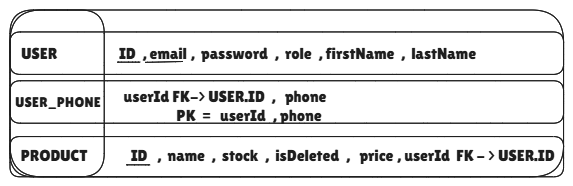 USER ID , email , password , role , firstName , lastName
USER_PHONE userId FK-> USER.ID , phone
PK = userId , phone
PRODUCT ID , name , stock , isDeleted , price , userId FK -> USER.ID